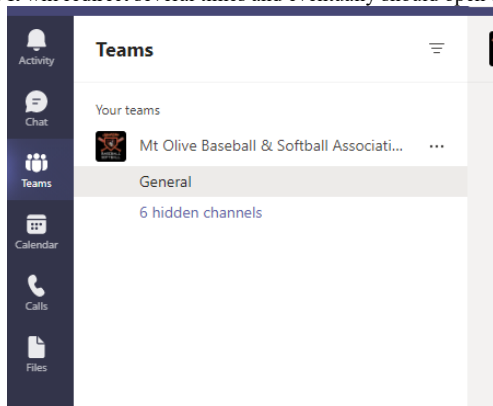 Teams
Your teams
Mt Olive Baseball & Softball Associati...
General
6 hidden channels
Activity
Chat
Teams
Calendar
Calls
Files